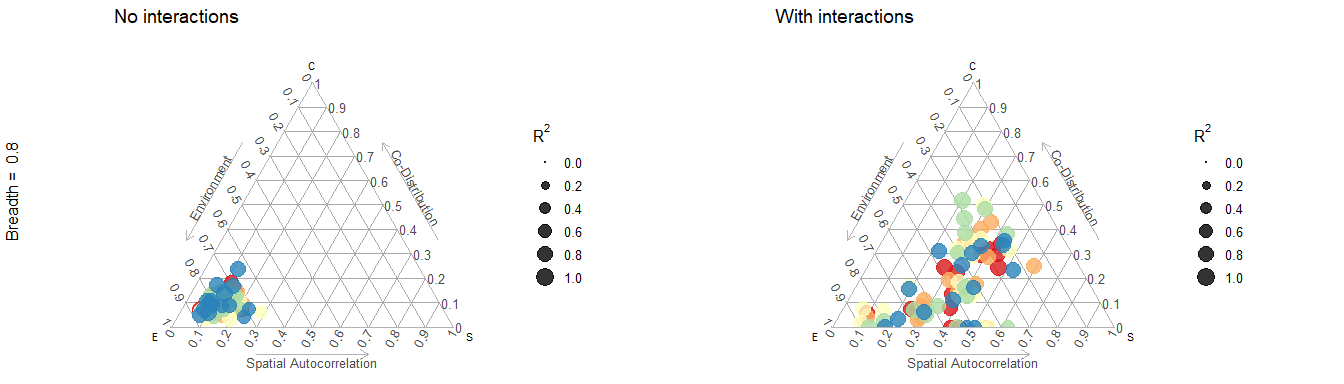 No interactions
With interactions
Breadth = 0.8
C
0 1
0.1 0.9
0.2 0.8
0.3 0.7
0.4 0.6
0.5 0.5
0.6 0.4
0.7 0.3
0.8 0.2
0.9 0.1
1 0
E
S
0 0.1 0.2 0.3 0.4 0.5 0.6 0.7 0.8 0.9 1
Environment
Co-Distribution
Spatial Autocorrelation
R2
0.0
0.2
0.4
0.6
0.8
1.0
C
0 1
0.1 0.9
0.2 0.8
0.3 0.7
0.4 0.6
0.5 0.5
0.6 0.4
0.7 0.3
0.8 0.2
0.9 0.1
1 0
E
S
0 0.1 0.2 0.3 0.4 0.5 0.6 0.7 0.8 0.9 1
Environment
Co-Distribution
Spatial Autocorrelation
R2
0.0
0.2
0.4
0.6
0.8
1.0